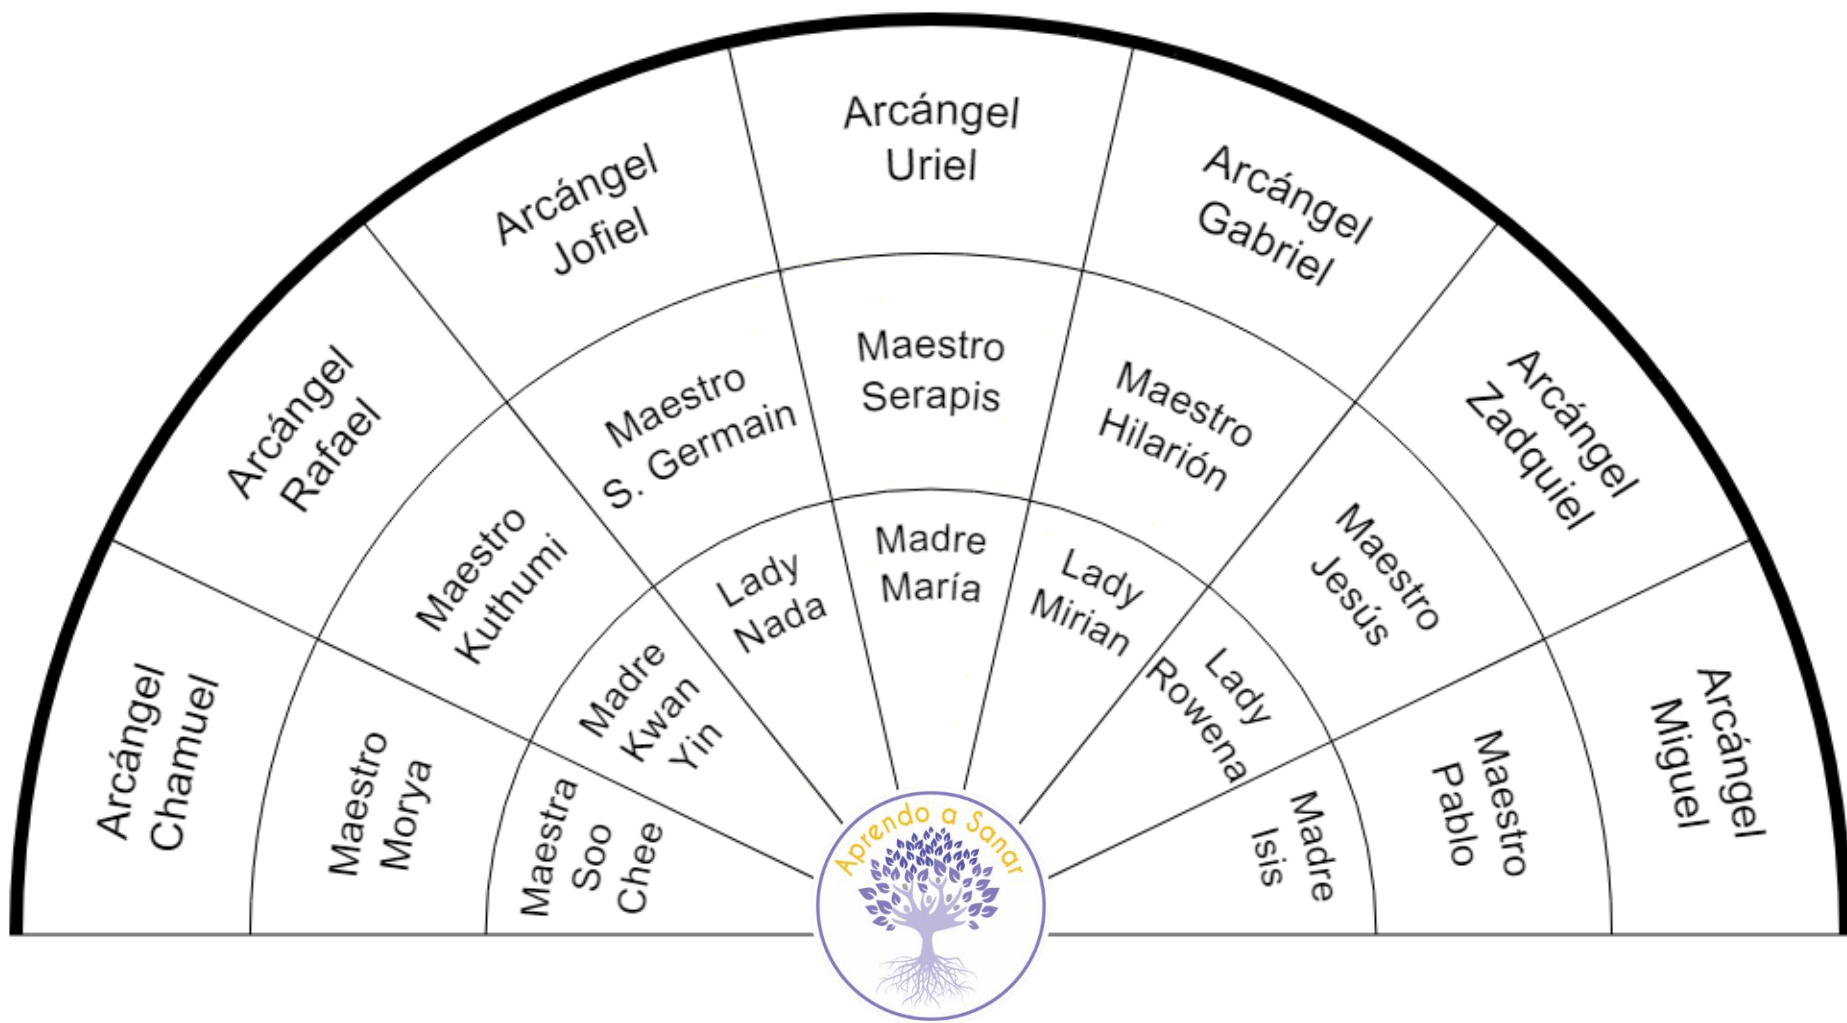 Arcángel
Chamuel
Arcángel
Rafael
Arcángel
Jofiel
Arcángel
Uriel
Arcángel
Gabriel
Arcángel
Zadquiel
Arcángel
Miguel
Maestro
Morya
Maestro
Kuthumi
Maestro
S. Germain
Maestro
Serapis
Maestro
Hilarión
Maestro
Jesús
Maestro
Pablo
Maestra
Soo
Chee
Madre
Kwan
Yin
Lady
Nada
Madre
María
Lady
Mirian
Lady
Rowena
Madre
Isis
Aprendo a Sanar